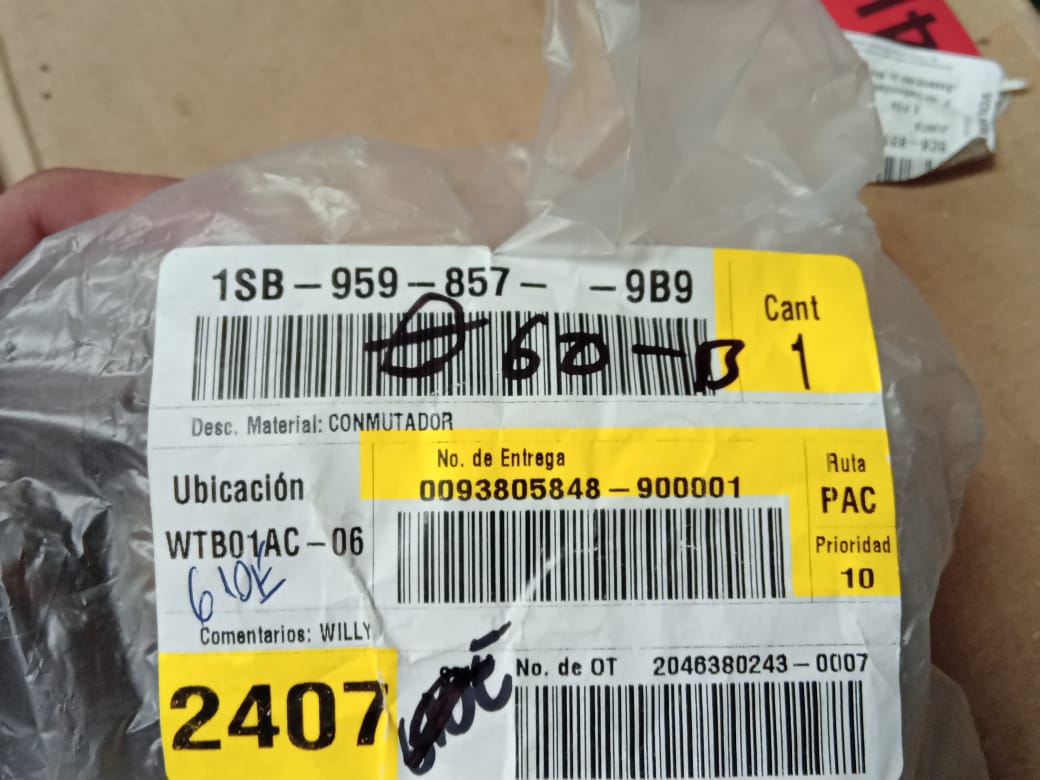 1SB-959-857- -9B9
Cant
1
θ 60-B
Desc. Material: CONMUTADOR
No. de Entrega
0093805848-900001
Ubicación
WTB01AC-06
Ruta
PAC
Prioridad
10
Comentarios: WILLY
2407
No. de OT 2046380243-0007